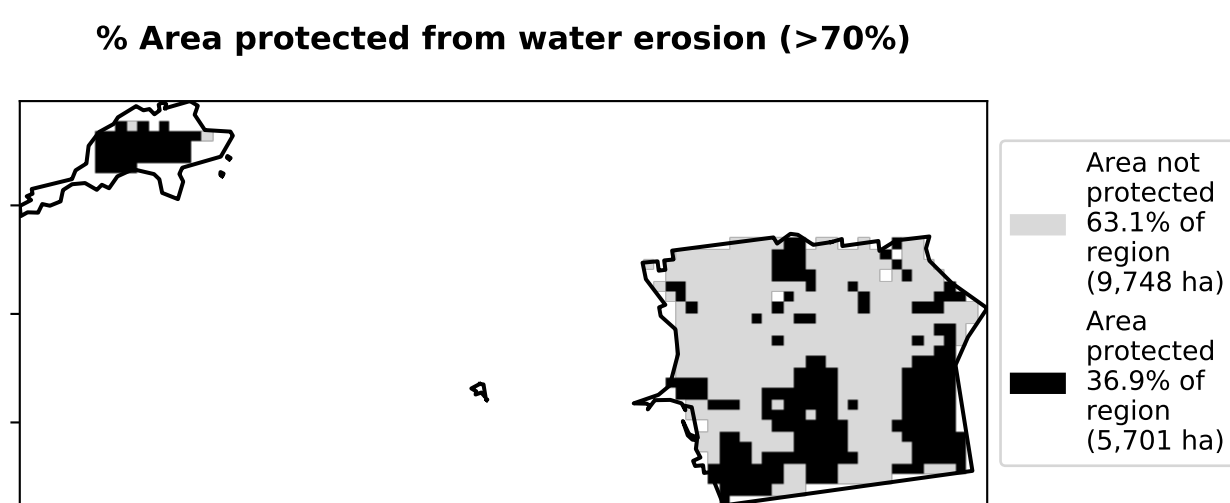 % Area protected from water erosion (>70%)
Area not
protected
63.1% of
region
(9,748 ha)
Area
protected
36.9% of
region
(5,701 ha)